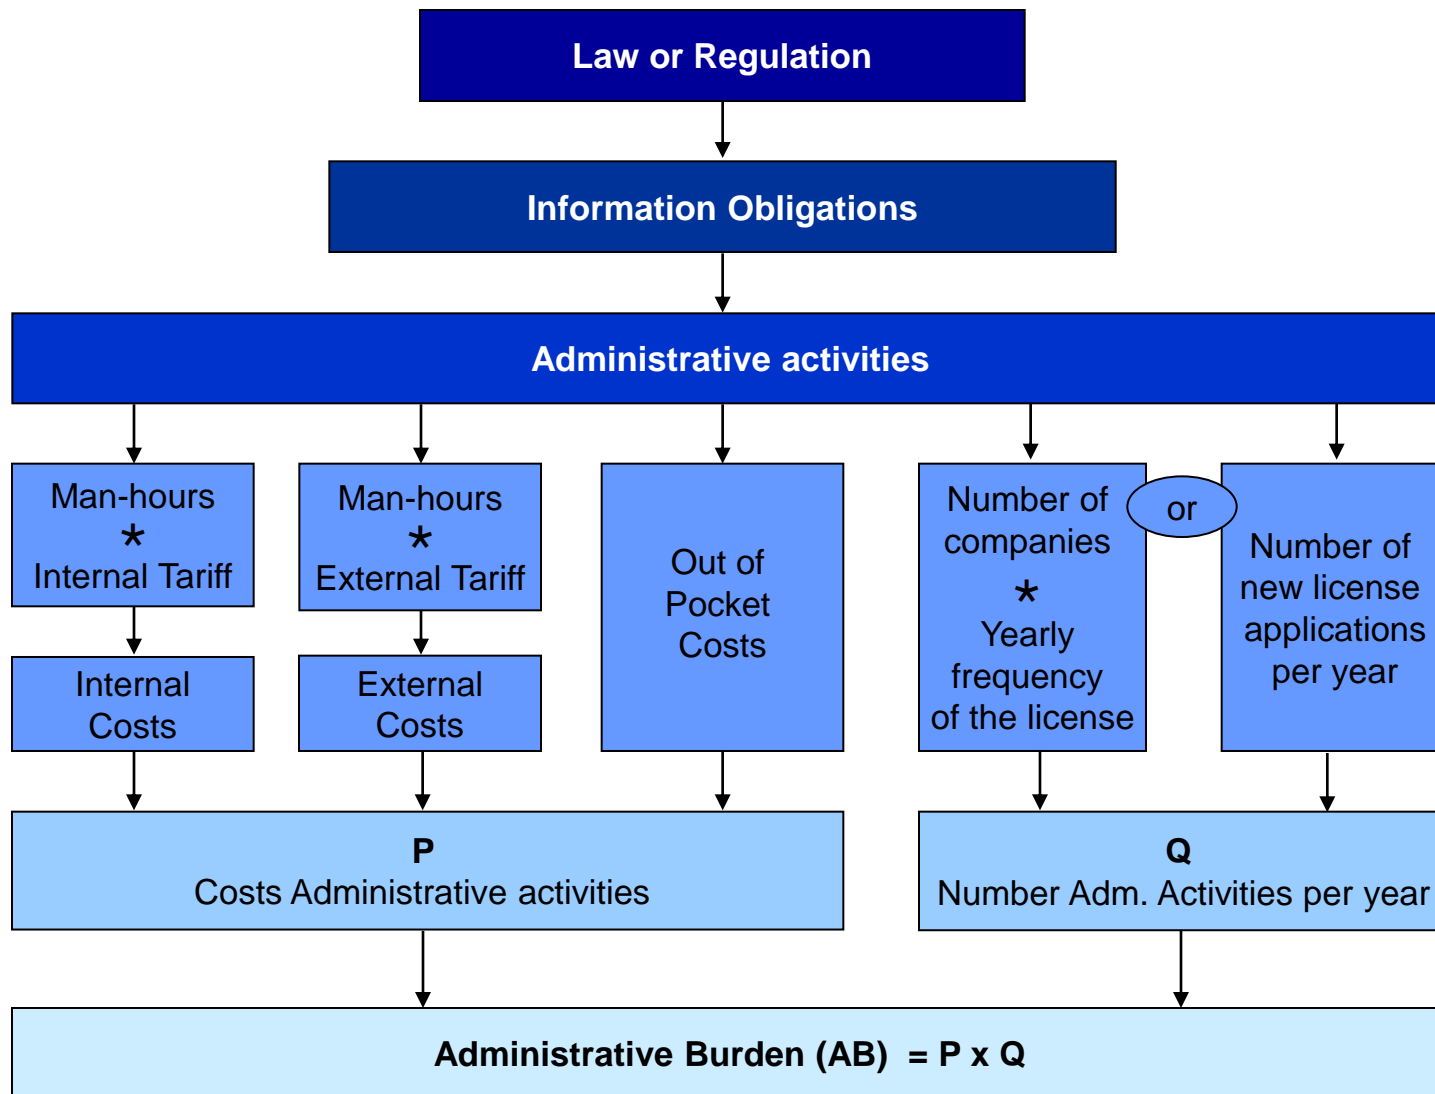 Law or Regulation
Information Obligations
Administrative activities
Man-hours
*
Internal Tariff
Internal
Costs
Man-hours
*
External Tariff
External
Costs
Out of
Pocket
Costs
Number of
companies
*
Yearly
frequency
of the license
or
Number of
new license
applications
per year
P
Costs Administrative activities
Q
Number Adm. Activities per year
Administrative Burden (AB) = P x Q